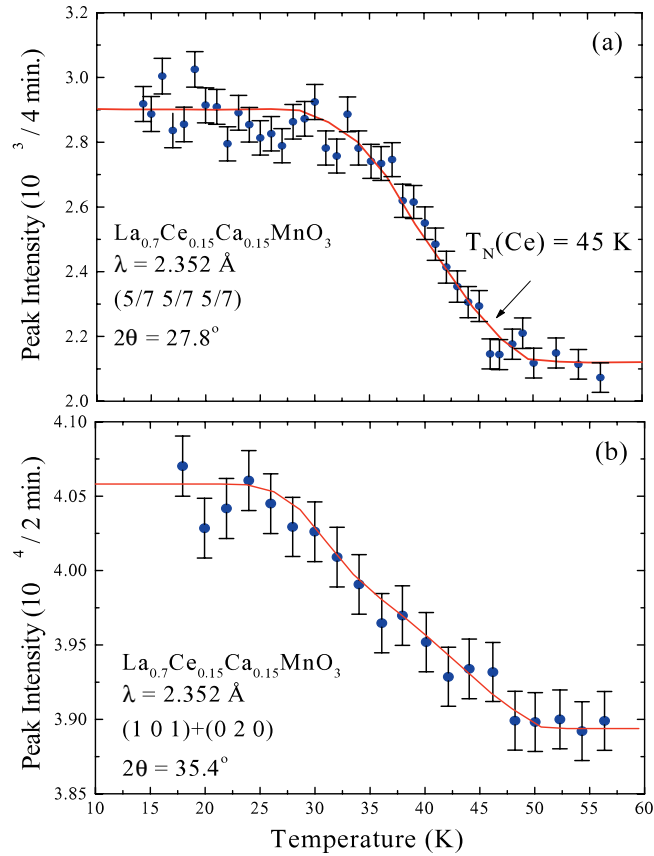 (a)
3.2
3.0
2.8
2.6
2.4
2.2
2.0
Peak Intensity (10 ³ / 4 min.)
La₀.₇Ce₀.₁₅Ca₀.₁₅MnO₃
λ = 2.352 Å
(5/7 5/7 5/7)
2θ = 27.8°
T_N(Ce) = 45 K
(b)
4.10
4.05
4.00
3.95
3.90
3.85
Peak Intensity (10 ⁴ / 2 min.)
La₀.₇Ce₀.₁₅Ca₀.₁₅MnO₃
λ = 2.352 Å
(1 0 1)+(0 2 0)
2θ = 35.4°
10 15 20 25 30 35 40 45 50 55 60
Temperature (K)